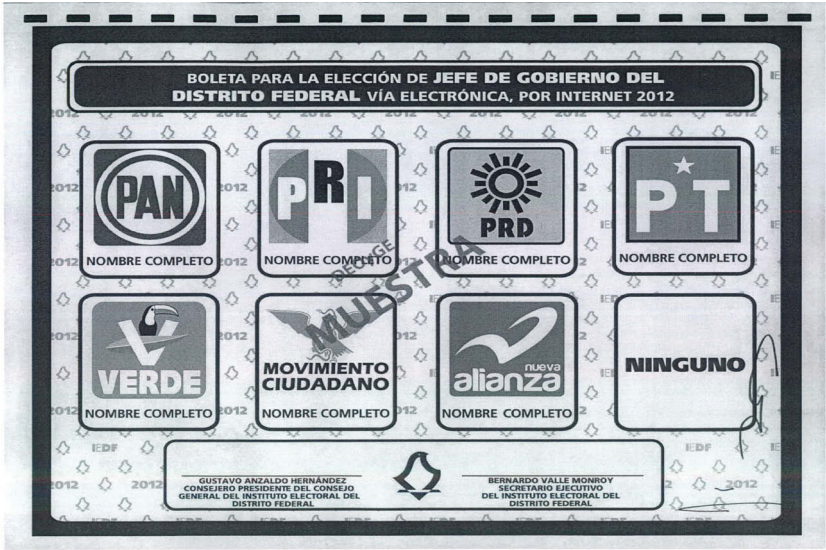 BOLETA PARA LA ELECCIÓN DE JEFE DE GOBIERNO DEL
DISTRITO FEDERAL VÍA ELECTRÓNICA, POR INTERNET 2012
PAN
NOMBRE COMPLETO
PRI
NOMBRE COMPLETO
PRD
NOMBRE COMPLETO
PT
NOMBRE COMPLETO
DEOYGE
MUESTRA
VERDE
NOMBRE COMPLETO
MOVIMIENTO
CIUDADANO
NOMBRE COMPLETO
nueva
alianza
NOMBRE COMPLETO
NINGUNO
IEDF
2012
GUSTAVO ANZALDO HERNÁNDEZ
CONSEJERO PRESIDENTE DEL CONSEJO
GENERAL DEL INSTITUTO ELECTORAL DEL
DISTRITO FEDERAL
BERNARDO VALLE MONROY
SECRETARIO EJECUTIVO
DEL INSTITUTO ELECTORAL DEL
DISTRITO FEDERAL